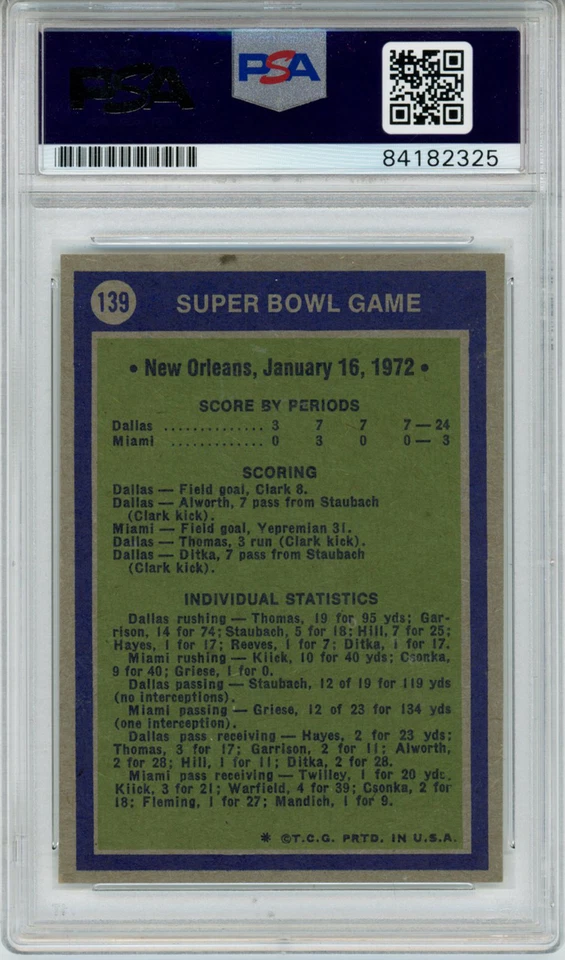 PSA
PSA
84182325
139
SUPER BOWL GAME
• New Orleans, January 16, 1972 •
SCORE BY PERIODS
Dallas .............. 3 7 7 7 — 24
Miami .............. 0 3 0 0 — 3
SCORING
Dallas — Field goal, Clark 8.
Dallas — Alworth, 7 pass from Staubach
(Clark kick).
Miami — Field goal, Yepremian 31.
Dallas — Thomas, 3 run (Clark kick).
Dallas — Ditka, 7 pass from Staubach
(Clark kick).
INDIVIDUAL STATISTICS
Dallas rushing — Thomas, 19 for 95 yds; Gar-
rison, 14 for 74; Staubach, 5 for 18; Hill, 7 for 25;
Hayes, 1 for 17; Reeves, 1 for 7; Ditka, 1 for 17.
Miami rushing — Kiick, 10 for 40 yds; Csonka,
9 for 40; Griese, 1 for 0.
Dallas passing — Staubach, 12 of 19 for 119 yds
(no interceptions).
Miami passing — Griese, 12 of 23 for 134 yds
(one interception).
Dallas pass receiving — Hayes, 2 for 23 yds;
Thomas, 3 for 17; Garrison, 2 for 11; Alworth,
2 for 28; Hill, 1 for 11; Ditka, 2 for 28.
Miami pass receiving — Twilley, 1 for 20 yds.
Kiick, 3 for 21; Warfield, 4 for 39; Csonka, 2 for
18; Fleming, 1 for 27; Mandich, 1 for 9.
* ©T.C.G. PRTD. IN U.S.A.